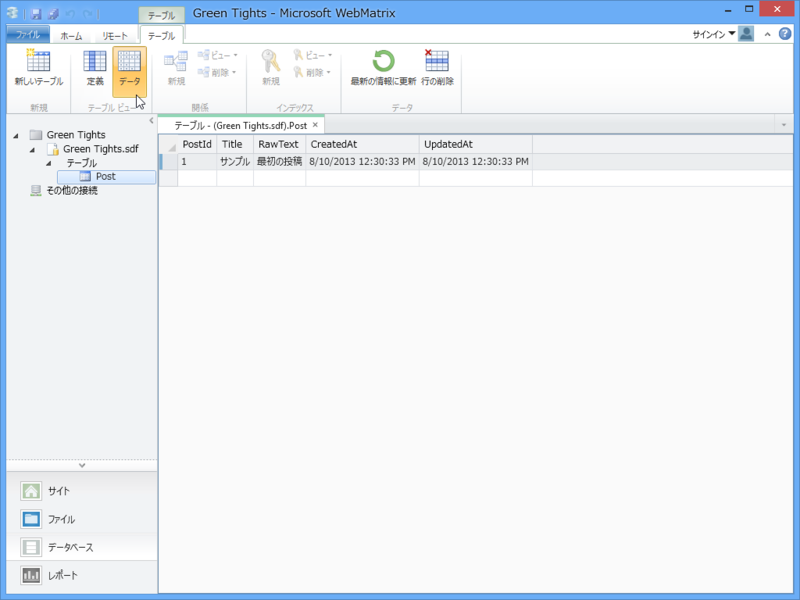 テーブル
Green Tights - Microsoft WebMatrix
ファイル ホーム リモート テーブル サインイン
新しいテーブル 定義 データ 新規 ビュー 削除 新規 ビュー 削除 最新の情報に更新 行の削除
新規 テーブル ビュー 関係 インデックス データ
テーブル - (Green Tights.sdf).Post
Green Tights
Green Tights.sdf
テーブル
Post
その他の接続
PostId Title RawText CreatedAt UpdatedAt
1 サンプル 最初の投稿 8/10/2013 12:30:33 PM 8/10/2013 12:30:33 PM
サイト
ファイル
データベース
レポート